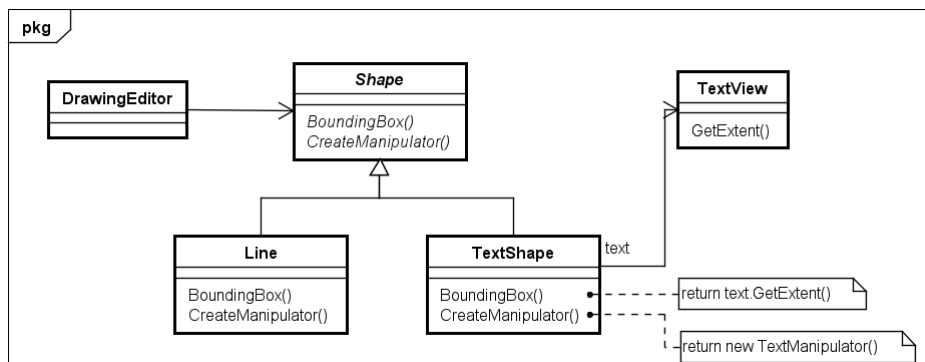 pkg
DrawingEditor
Shape
BoundingBox()
CreateManipulator()
TextView
GetExtent()
Line
BoundingBox()
CreateManipulator()
TextShape
BoundingBox()
CreateManipulator()
text
return text.GetExtent()
return new TextManipulator()